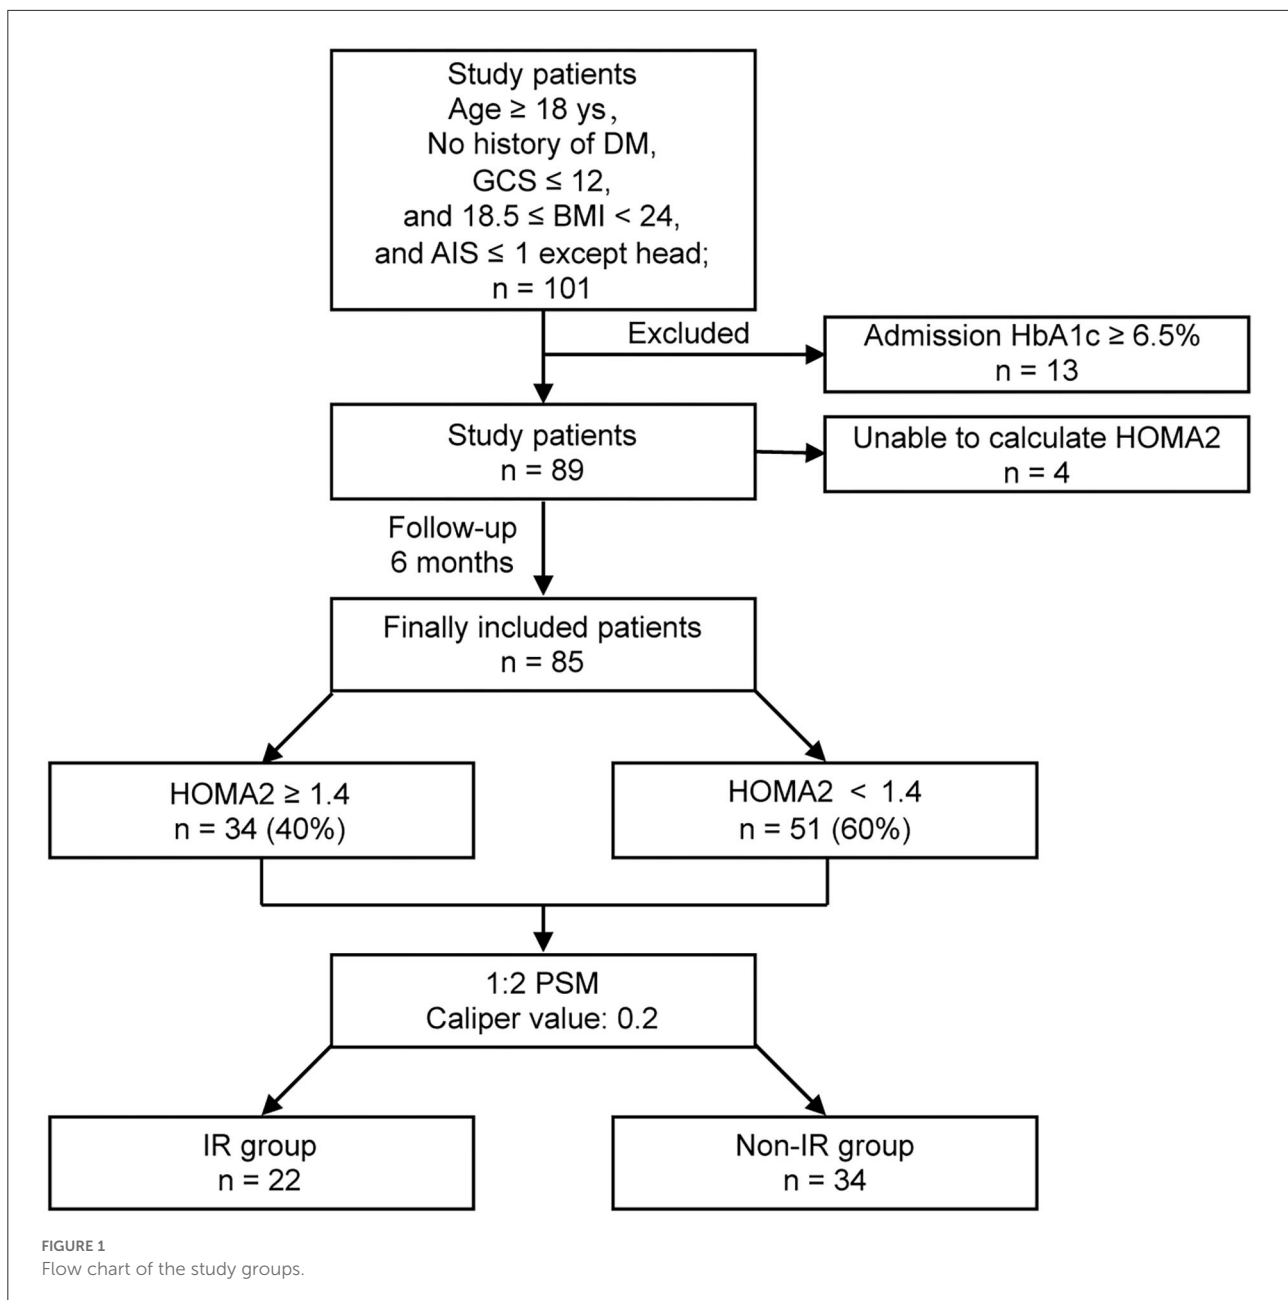 Study patients
Age ≥ 18 ys,
No history of DM,
GCS ≤ 12,
and 18.5 ≤ BMI < 24,
and AIS ≤ 1 except head;
n = 101
Excluded
Admission HbA1c ≥ 6.5%
n = 13
Study patients
n = 89
Unable to calculate HOMA2
n = 4
Follow-up
6 months
Finally included patients
n = 85
HOMA2 ≥ 1.4
n = 34 (40%)
HOMA2 < 1.4
n = 51 (60%)
1:2 PSM
Caliper value: 0.2
IR group
n = 22
Non-IR group
n = 34
FIGURE 1
Flow chart of the study groups.